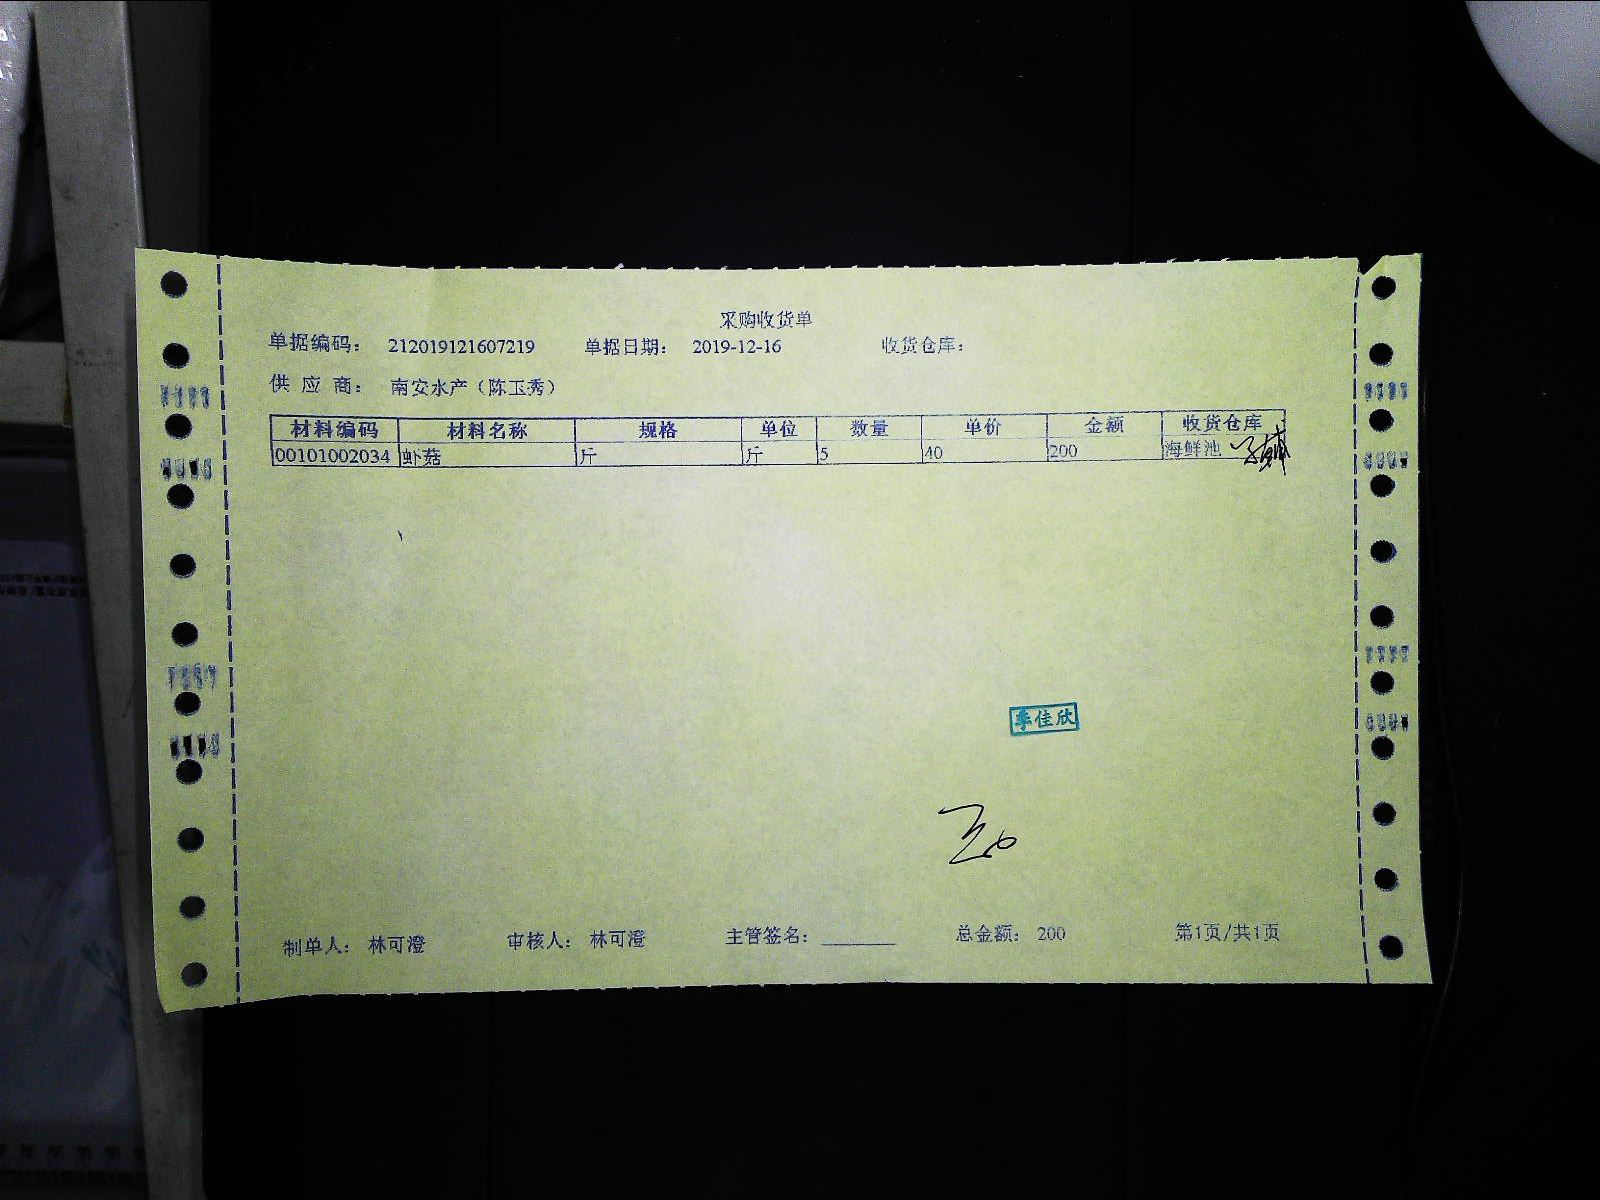 采购收货单
单据编码： 212019121607219 单据日期： 2019-12-16 收货仓库：
供 应 商： 南安水产（陈玉秀）
材料编码 材料名称 规格 单位 数量 单价 金额 收货仓库
00101002034 虾菇 斤 斤 5 40 200 海鲜池
李佳欣
制单人： 林可澄 审核人： 林可澄 主管签名： ________ 总金额： 200 第1页/共1页